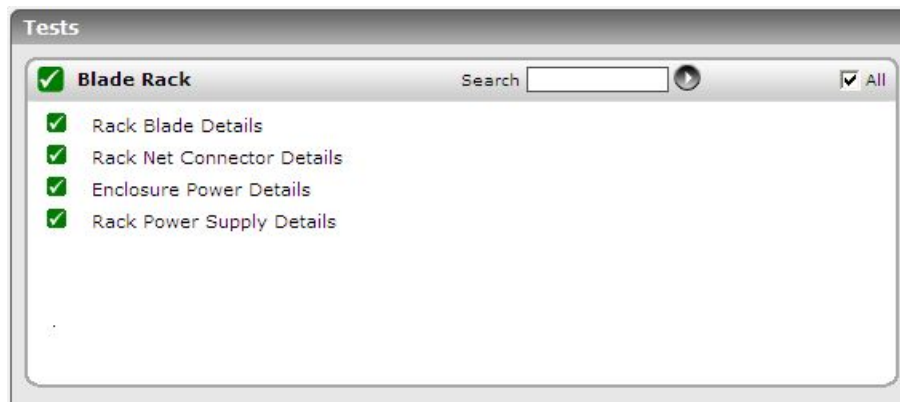 Tests
Blade Rack Search All
Rack Blade Details
Rack Net Connector Details
Enclosure Power Details
Rack Power Supply Details